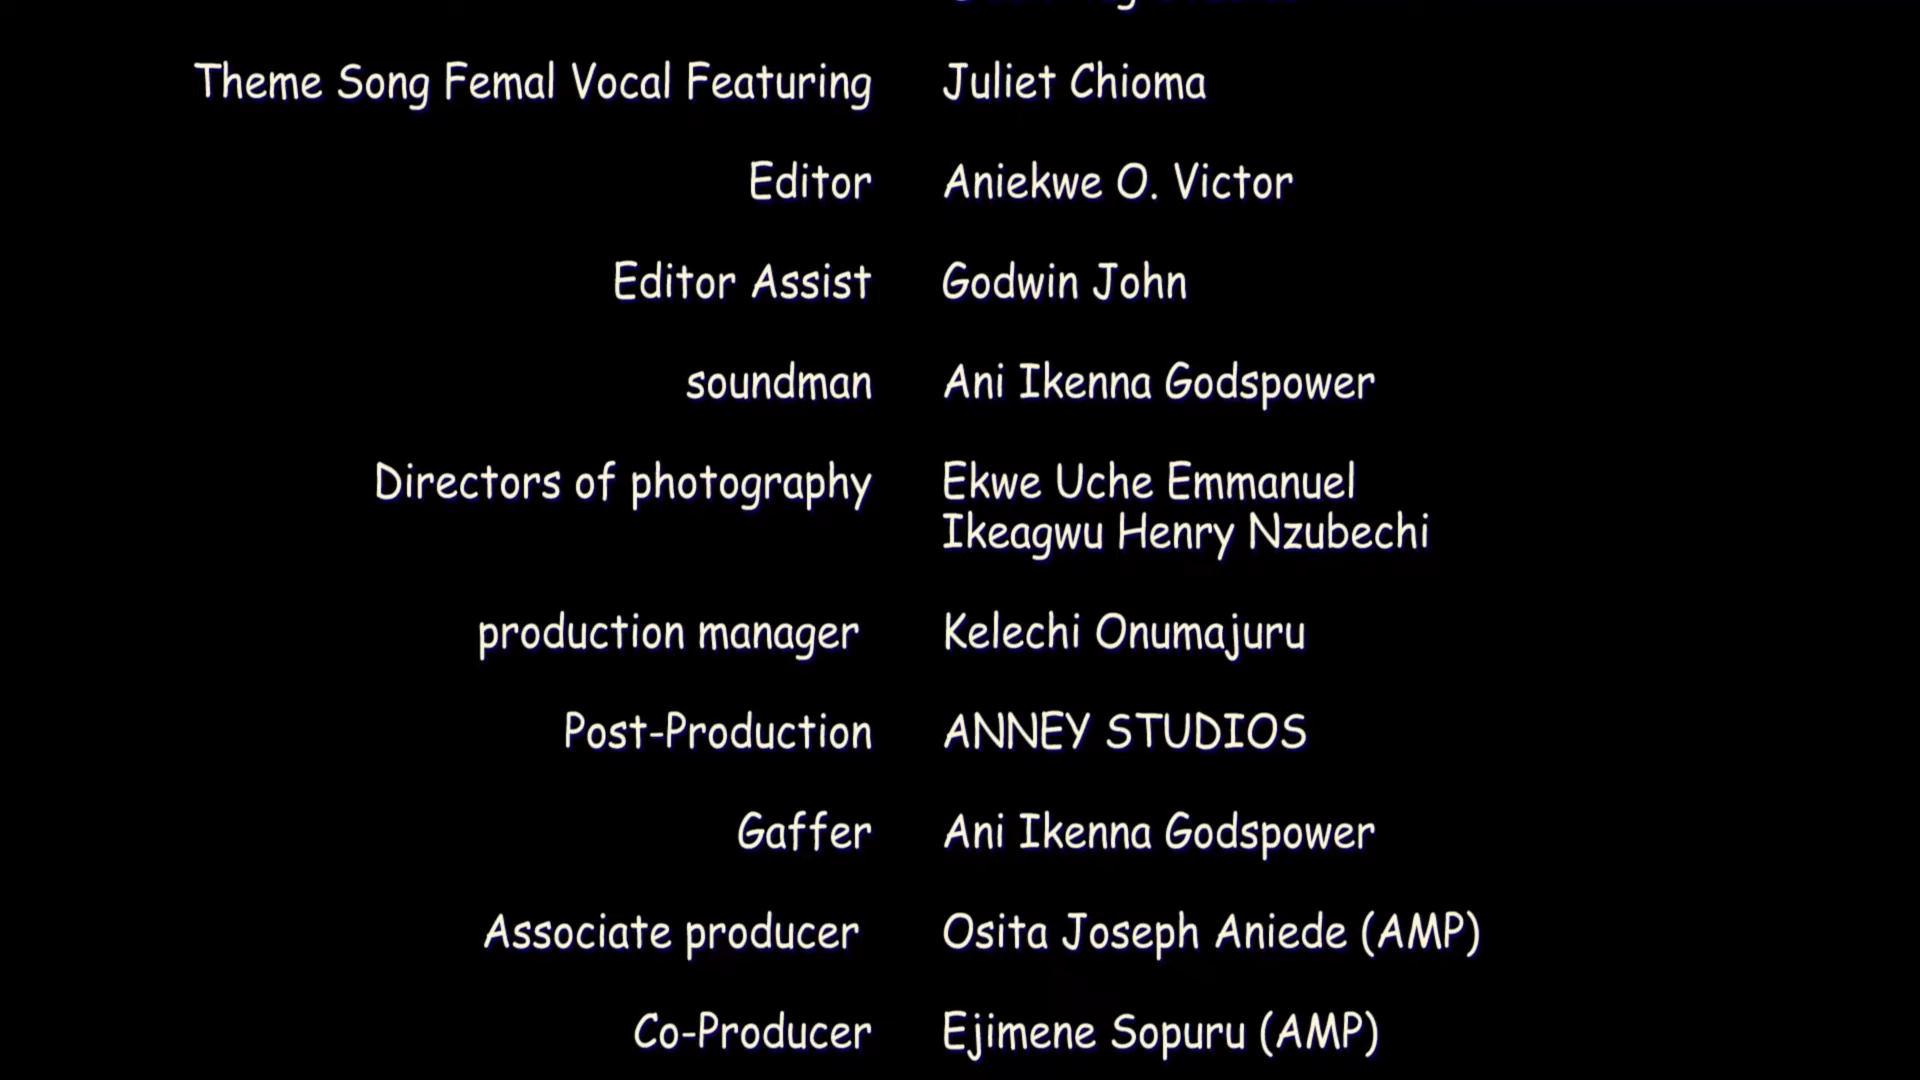 Theme Song Femal Vocal Featuring Juliet Chioma
Editor Aniekwe O. Victor
Editor Assist Godwin John
soundman Ani Ikenna Godspower
Directors of photography Ekwe Uche Emmanuel
Ikeagwu Henry Nzubechi
production manager Kelechi Onumajuru
Post-Production ANNEY STUDIOS
Gaffer Ani Ikenna Godspower
Associate producer Osita Joseph Aniede (AMP)
Co-Producer Ejimene Sopuru (AMP)